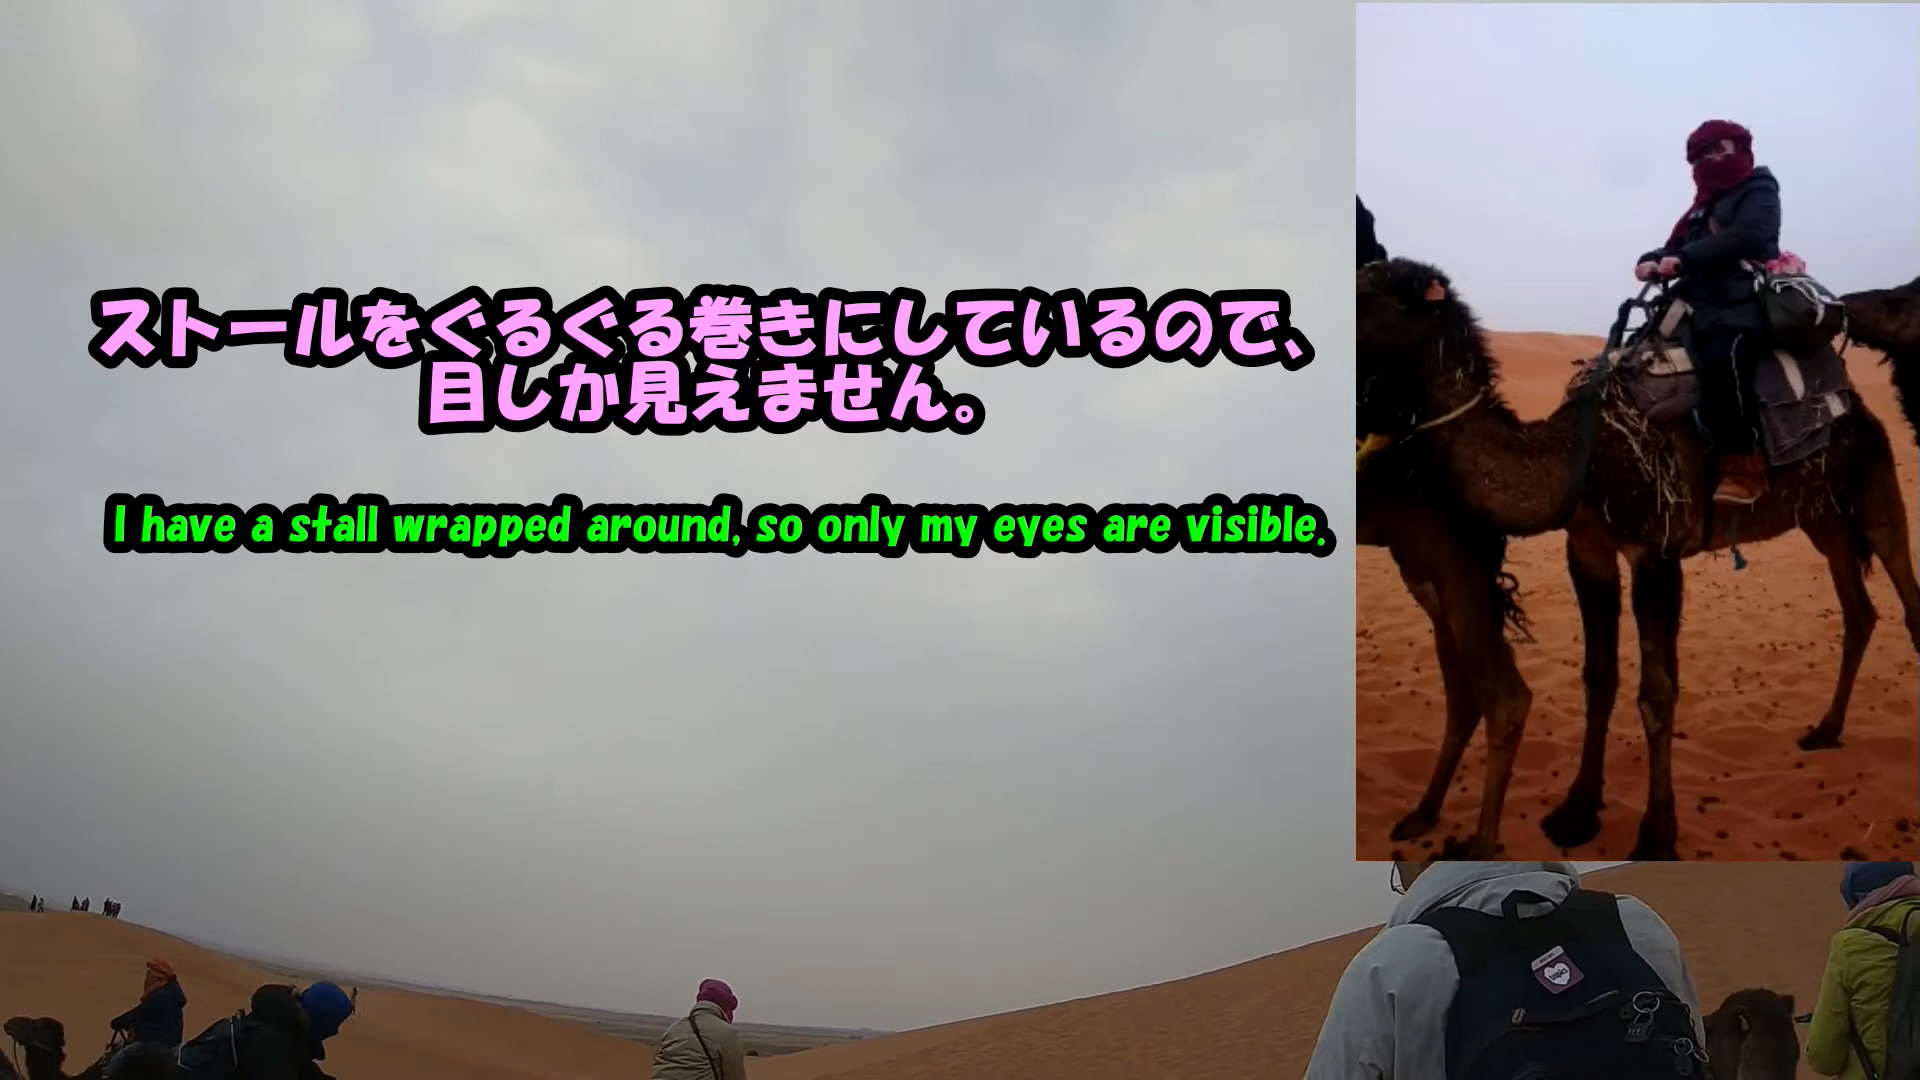 ストールをぐるぐる巻きにしているので、
目しか見えません。
I have a stall wrapped around, so only my eyes are visible.